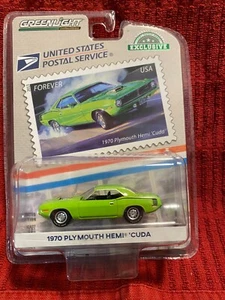 GREENLIGHT
EXCLUSIVE
UNITED STATES
POSTAL SERVICE®
FOREVER
USA
1970 Plymouth Hemi 'Cuda
1970 PLYMOUTH HEMI® 'CUDA